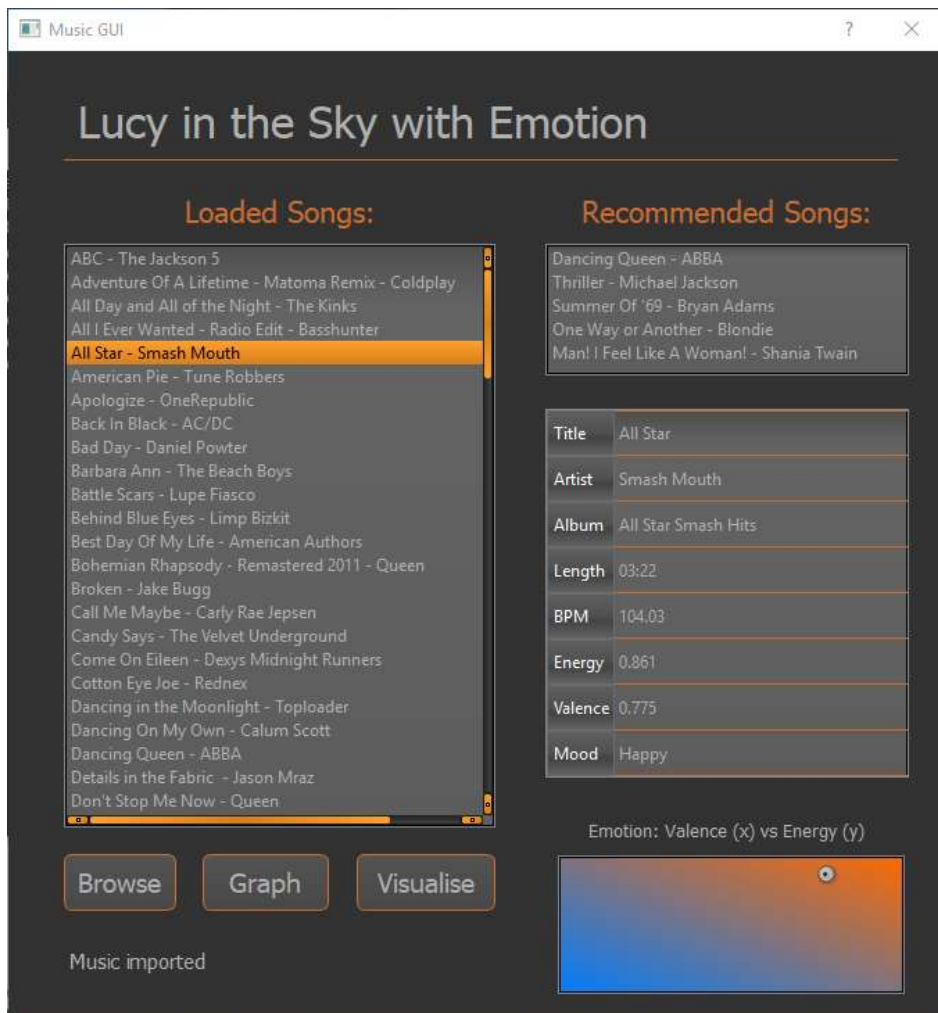 Music GUI
?
Lucy in the Sky with Emotion
Loaded Songs:
ABC - The Jackson 5
Adventure Of A Lifetime - Matoma Remix - Coldplay
All Day and All of the Night - The Kinks
All I Ever Wanted - Radio Edit - Basshunter
All Star - Smash Mouth
American Pie - Tune Robbers
Apologize - OneRepublic
Back In Black - AC/DC
Bad Day - Daniel Powter
Barbara Ann - The Beach Boys
Battle Scars - Lupe Fiasco
Behind Blue Eyes - Limp Bizkit
Best Day Of My Life - American Authors
Bohemian Rhapsody - Remastered 2011 - Queen
Broken - Jake Bugg
Call Me Maybe - Carly Rae Jepsen
Candy Says - The Velvet Underground
Come On Eileen - Dexys Midnight Runners
Cotton Eye Joe - Rednex
Dancing in the Moonlight - Toploader
Dancing On My Own - Calum Scott
Dancing Queen - ABBA
Details in the Fabric - Jason Mraz
Don't Stop Me Now - Queen
Browse
Graph
Visualise
Music imported
Recommended Songs:
Dancing Queen - ABBA
Thriller - Michael Jackson
Summer Of '69 - Bryan Adams
One Way or Another - Blondie
Man! I Feel Like A Woman! - Shania Twain
Title All Star
Artist Smash Mouth
Album All Star Smash Hits
Length 03:22
BPM 104.03
Energy 0.861
Valence 0.775
Mood Happy
Emotion: Valence (x) vs Energy (y)